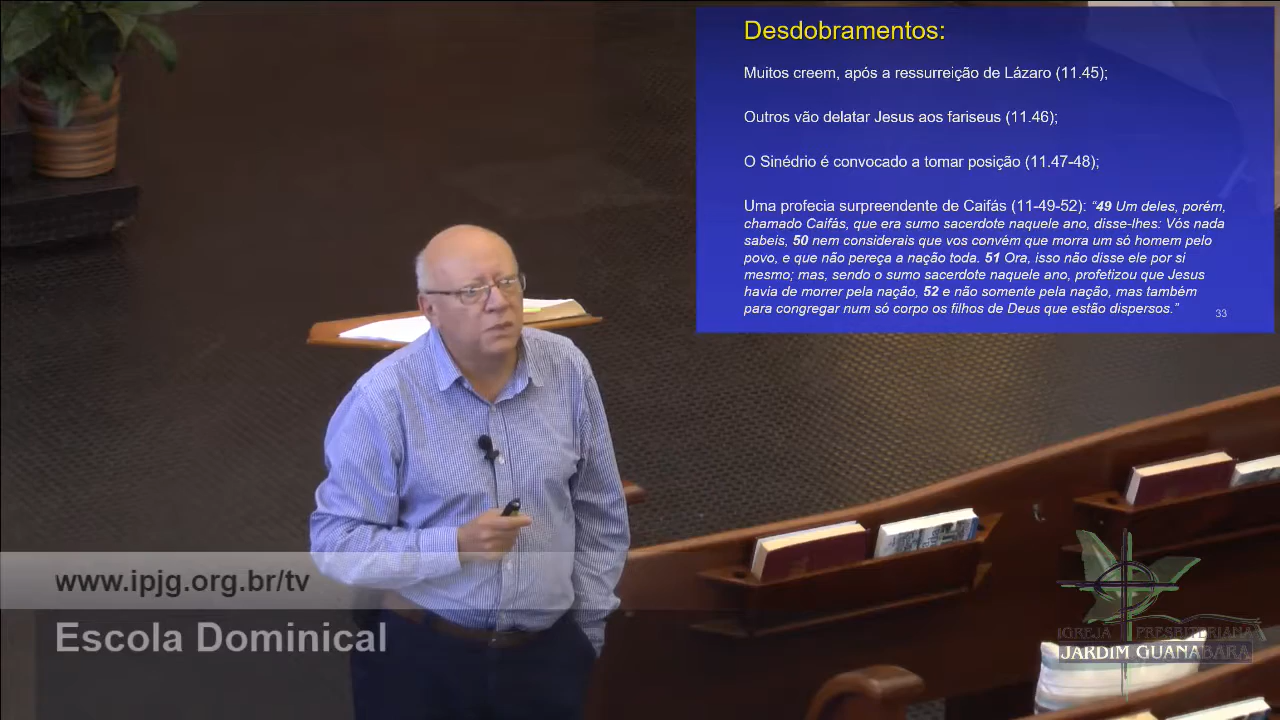 Desdobramentos:
Muitos creem, após a ressurreição de Lázaro (11.45);
Outros vão delatar Jesus aos fariseus (11.46);
O Sinédrio é convocado a tomar posição (11.47-48);
Uma profecia surpreendente de Caifás (11-49-52): “49 Um deles, porém,
chamado Caifás, que era sumo sacerdote naquele ano, disse-lhes: Vós nada
sabeis, 50 nem considerais que vos convém que morra um só homem pelo
povo, e que não pereça a nação toda. 51 Ora, isso não disse ele por si
mesmo; mas, sendo o sumo sacerdote naquele ano, profetizou que Jesus
havia de morrer pela nação, 52 e não somente pela nação, mas também
para congregar num só corpo os filhos de Deus que estão dispersos.”
33
www.ipjg.org.br/tv
Escola Dominical
IGREJA PRESBITERIANA
JARDIM GUANABARA